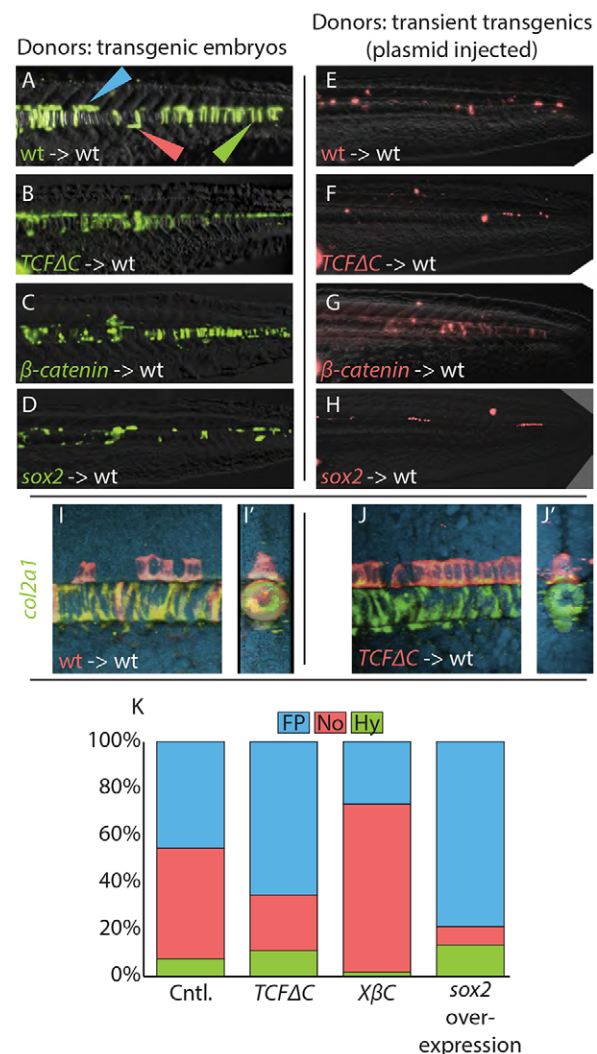 Donors: transgenic embryos
Donors: transient transgenics
(plasmid injected)
A
wt -> wt
B
TCFΔC -> wt
C
β-catenin -> wt
D
sox2 -> wt
E
wt -> wt
F
TCFΔC -> wt
G
β-catenin -> wt
H
sox2 -> wt
col2a1
I
wt -> wt
I’
J
TCFΔC -> wt
J’
K
FP No Hy
100%
80%
60%
40%
20%
0%
Cntl. TCFΔC XβC sox2
over-
expression